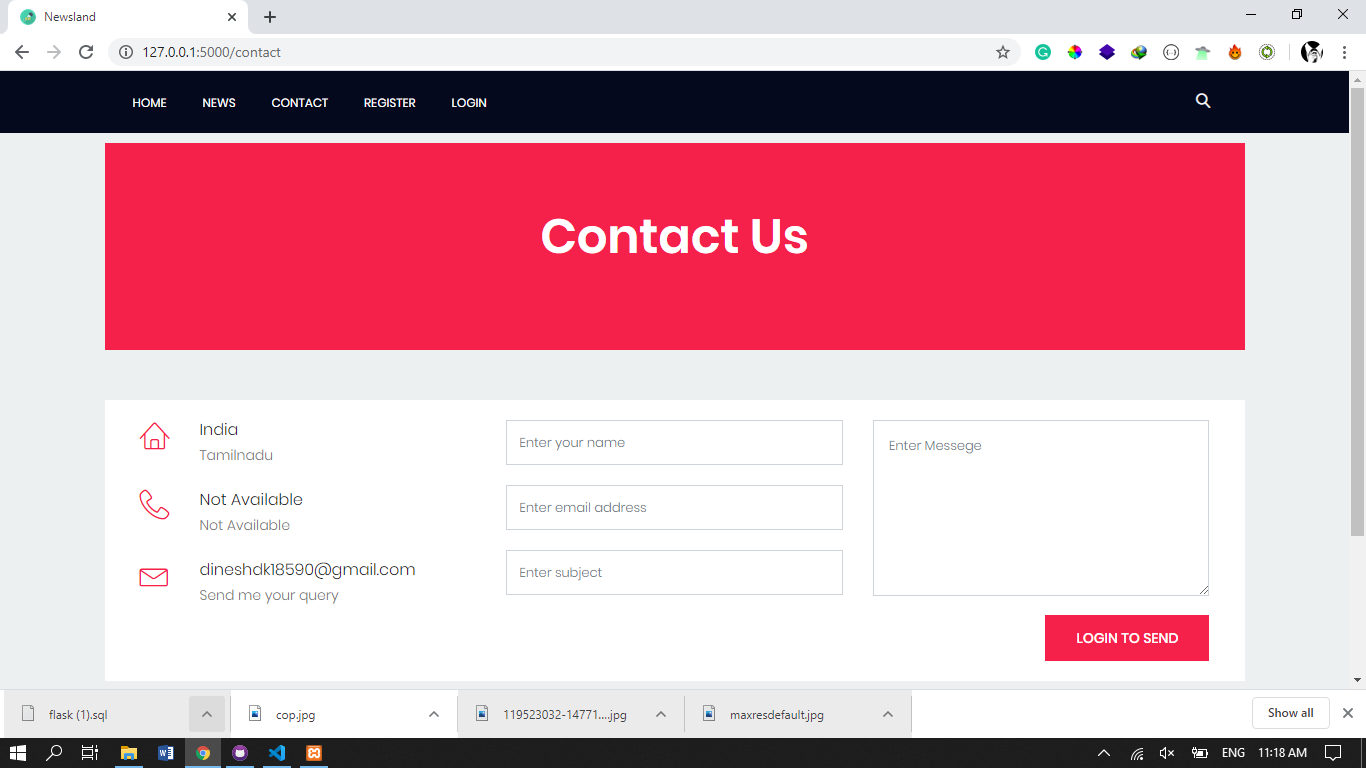 Newsland
127.0.0.1:5000/contact
HOME NEWS CONTACT REGISTER LOGIN
Contact Us
India
Tamilnadu
Not Available
Not Available
dineshdk18590@gmail.com
Send me your query
Enter your name
Enter email address
Enter subject
Enter Messege
LOGIN TO SEND
flask (1).sql
cop.jpg
119523032-14771....jpg
maxresdefault.jpg
Show all
ENG
11:18 AM